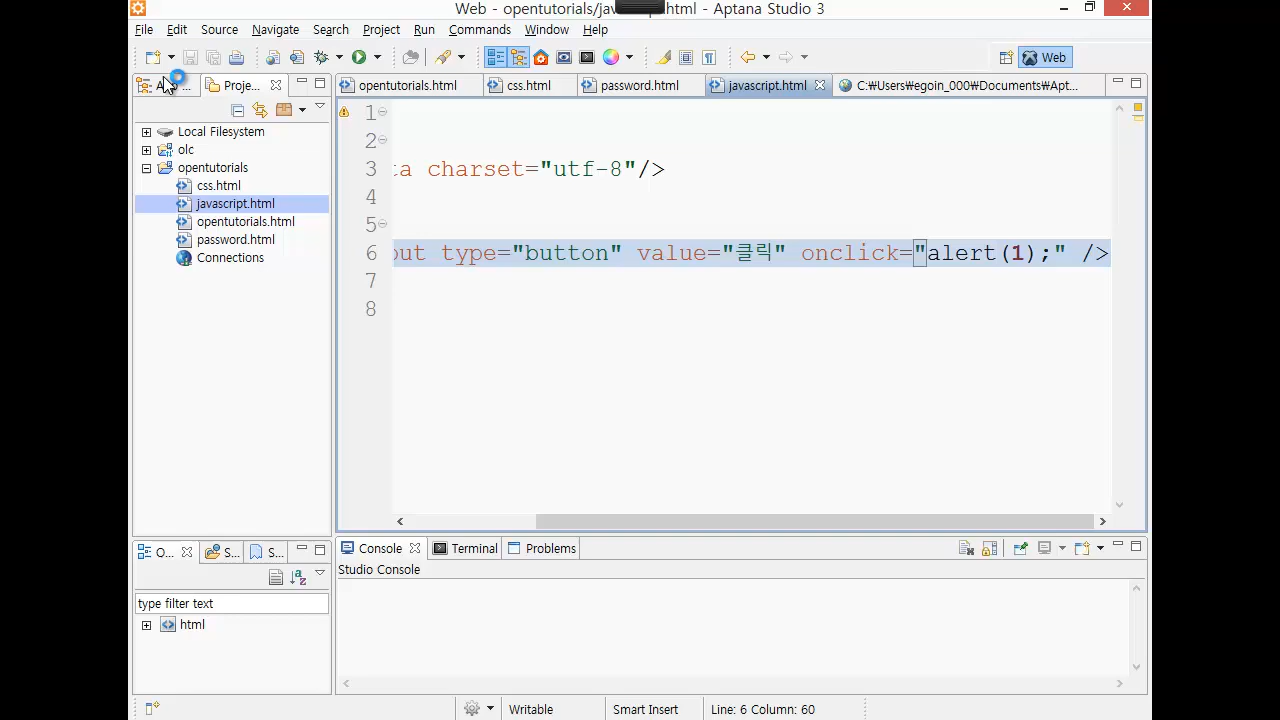 Web - opentutorials/jav html - Aptana Studio 3
File Edit Source Navigate Search Project Run Commands Window Help
Web
A ... Proje...
opentutorials.html css.html password.html javascript.html C:₩Users₩egoin_000₩Documents₩Apt...
Local Filesystem
olc
opentutorials
css.html
javascript.html
opentutorials.html
password.html
Connections
1
2
3 ta charset="utf-8"/>
4
5
6 put type="button" value="클릭" onclick="alert(1);" />
7
8
O... S... S...
type filter text
html
Console Terminal Problems
Studio Console
Writable Smart Insert Line: 6 Column: 60